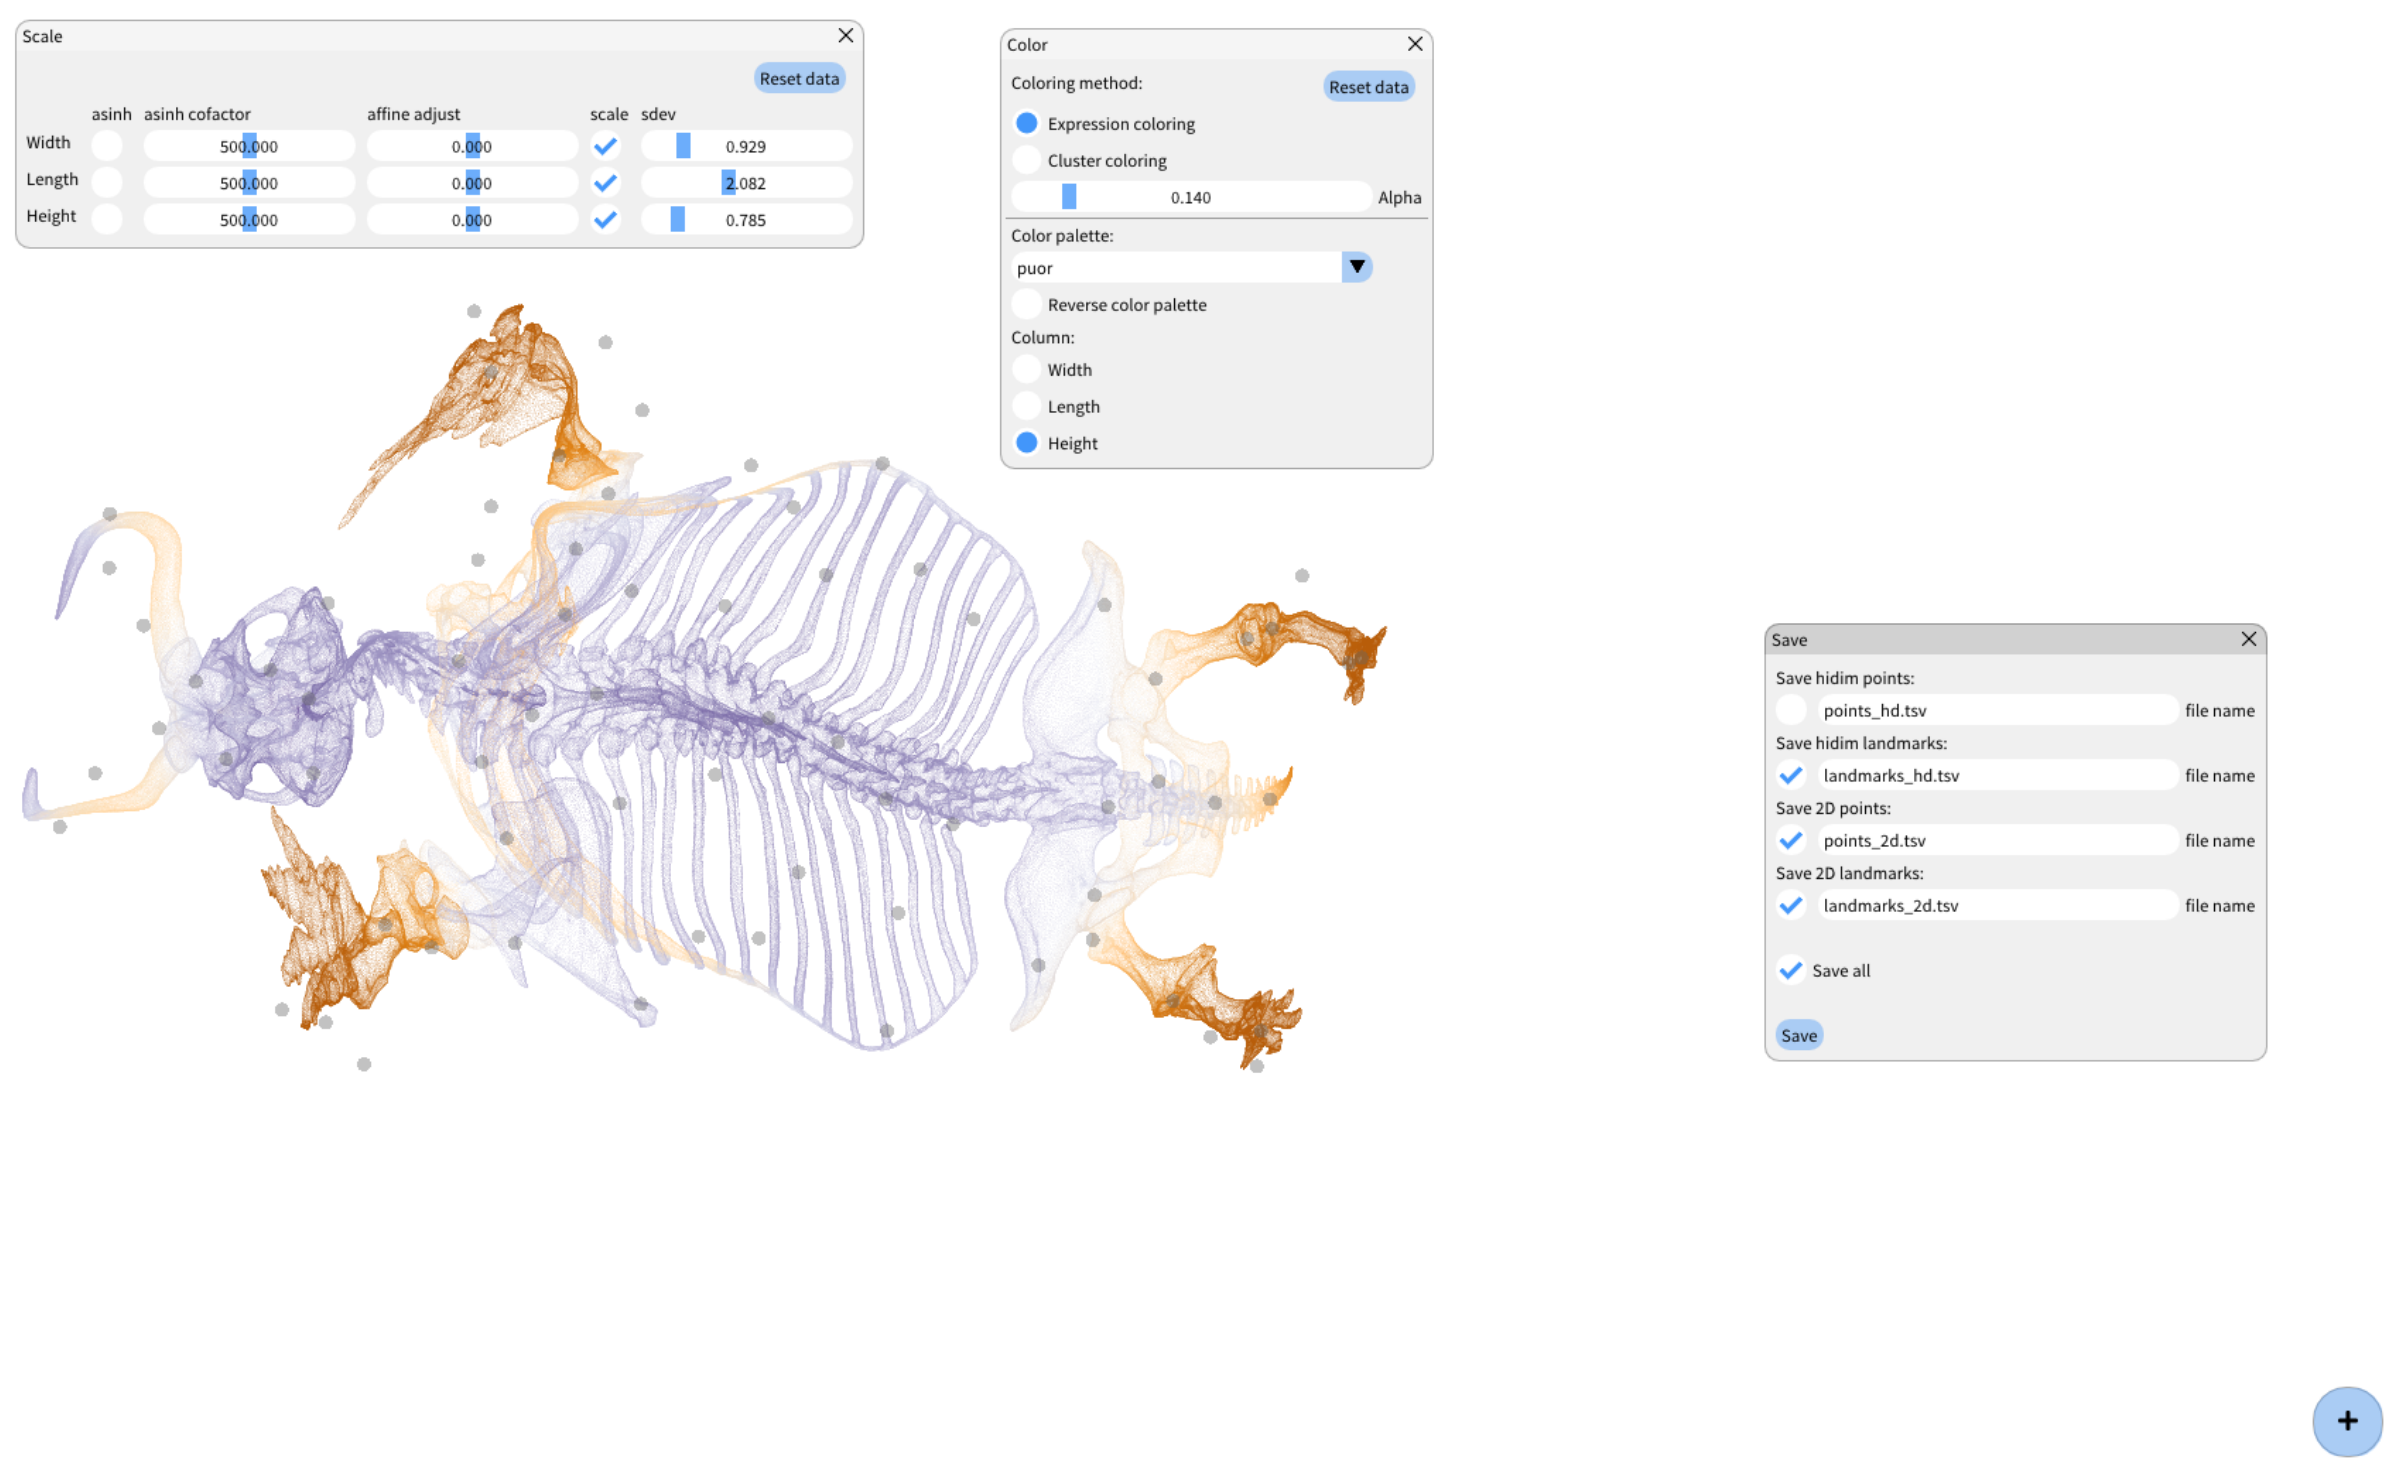 Scale
Reset data
asinh asinh cofactor affine adjust scale sdev
Width 500.000 0.000 0.929
Length 500.000 0.000 2.082
Height 500.000 0.000 0.785
Color
Coloring method: Reset data
Expression coloring
Cluster coloring
0.140 Alpha
Color palette:
puor
Reverse color palette
Column:
Width
Length
Height
Save
Save hidim points:
points_hd.tsv file name
Save hidim landmarks:
landmarks_hd.tsv file name
Save 2D points:
points_2d.tsv file name
Save 2D landmarks:
landmarks_2d.tsv file name
Save all
Save
+